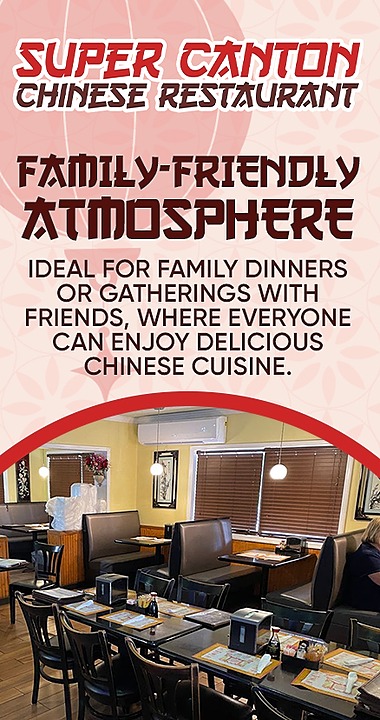 SUPER CANTON
CHINESE RESTAURANT
FAMILY-FRIENDLY
ATMOSPHERE
IDEAL FOR FAMILY DINNERS
OR GATHERINGS WITH
FRIENDS, WHERE EVERYONE
CAN ENJOY DELICIOUS
CHINESE CUISINE.